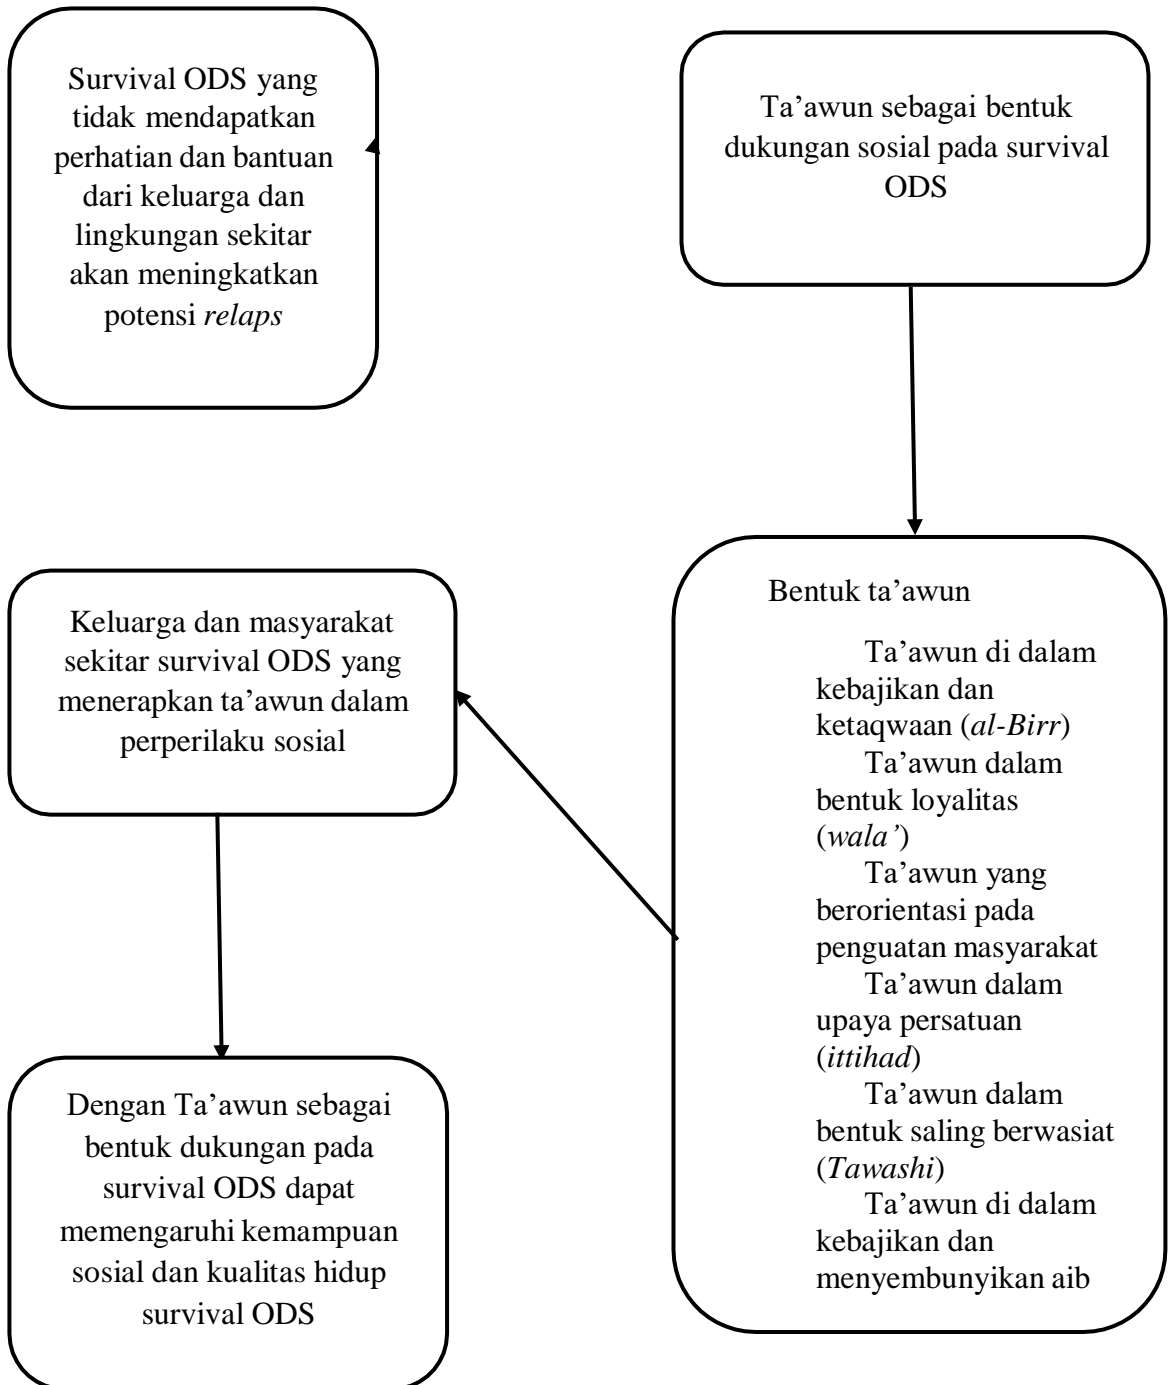 Survival ODS yang
tidak mendapatkan
perhatian dan bantuan
dari keluarga dan
lingkungan sekitar
akan meningkatkan
potensi relaps
Ta’awun sebagai bentuk
dukungan sosial pada survival
ODS
Bentuk ta’awun
Ta’awun di dalam
kebajikan dan
ketaqwaan (al-Birr)
Ta’awun dalam
bentuk loyalitas
(wala’)
Ta’awun yang
berorientasi pada
penguatan masyarakat
Ta’awun dalam
upaya persatuan
(ittihad)
Ta’awun dalam
bentuk saling berwasiat
(Tawashi)
Ta’awun di dalam
kebajikan dan
menyembunyikan aib
Keluarga dan masyarakat
sekitar survival ODS yang
menerapkan ta’awun dalam
perperilaku sosial
Dengan Ta’awun sebagai
bentuk dukungan pada
survival ODS dapat
memengaruhi kemampuan
sosial dan kualitas hidup
survival ODS